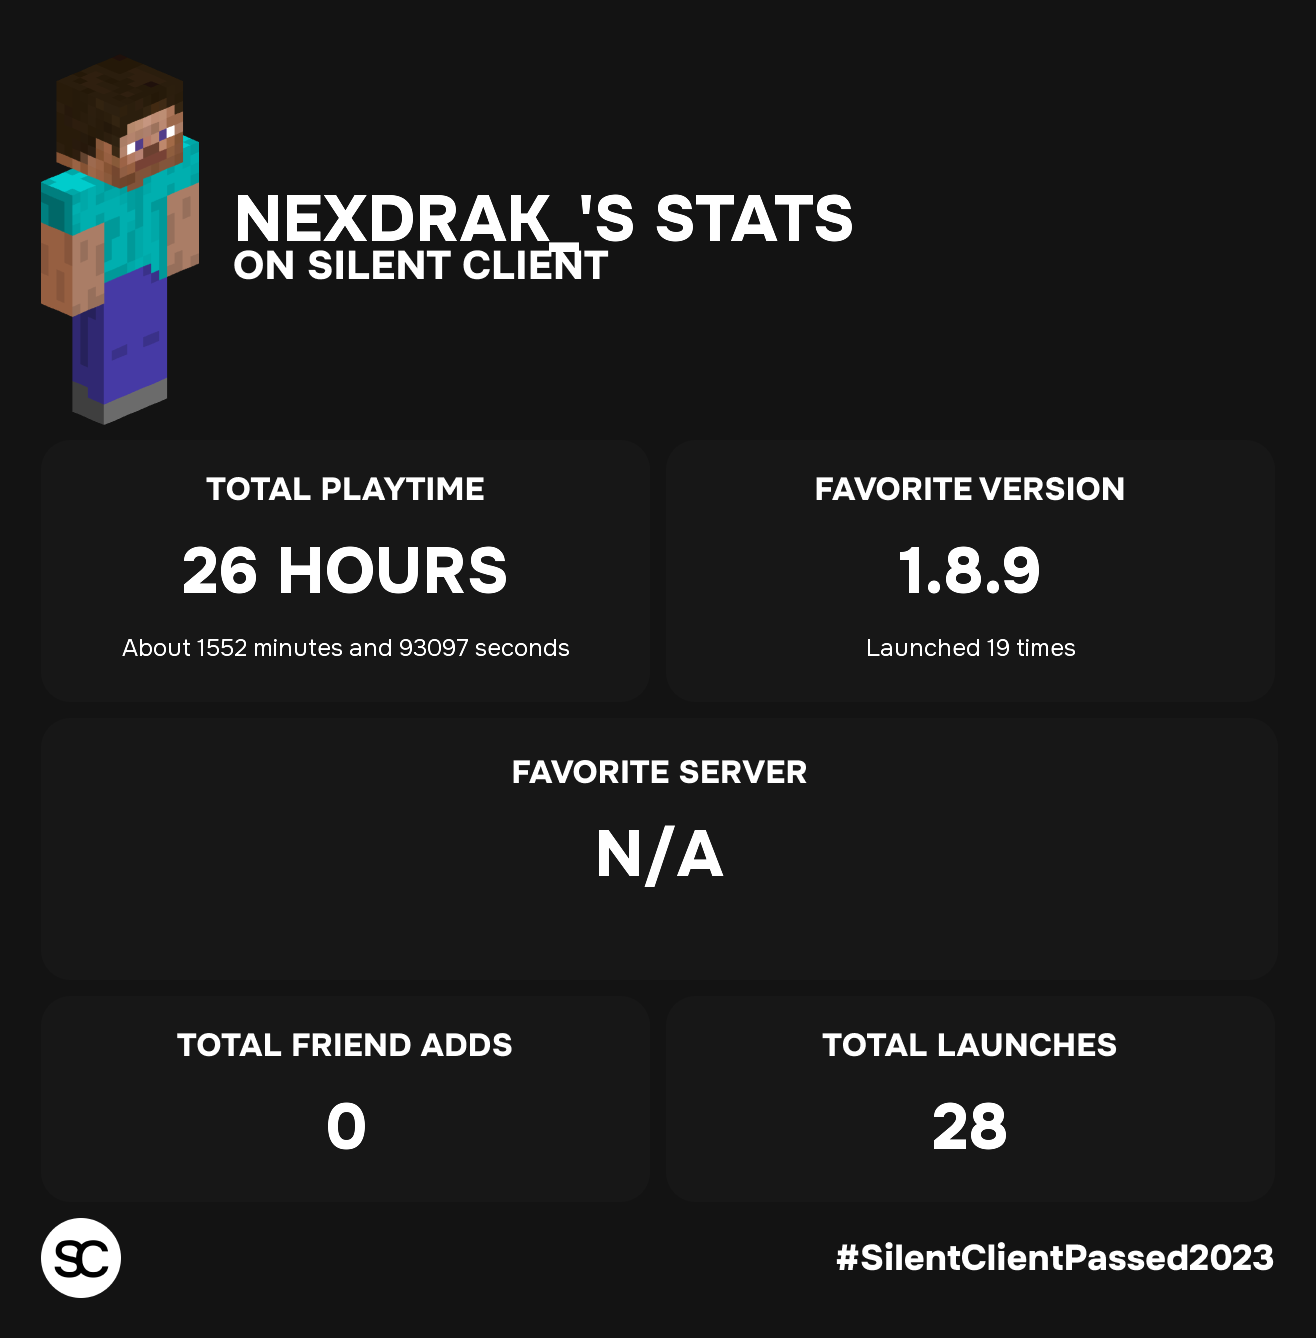 NEXDRAK_'S STATS
ON SILENT CLIENT
TOTAL PLAYTIME
26 HOURS
About 1552 minutes and 93097 seconds
FAVORITE VERSION
1.8.9
Launched 19 times
FAVORITE SERVER
N/A
TOTAL FRIEND ADDS
0
TOTAL LAUNCHES
28
SC
#SilentClientPassed2023